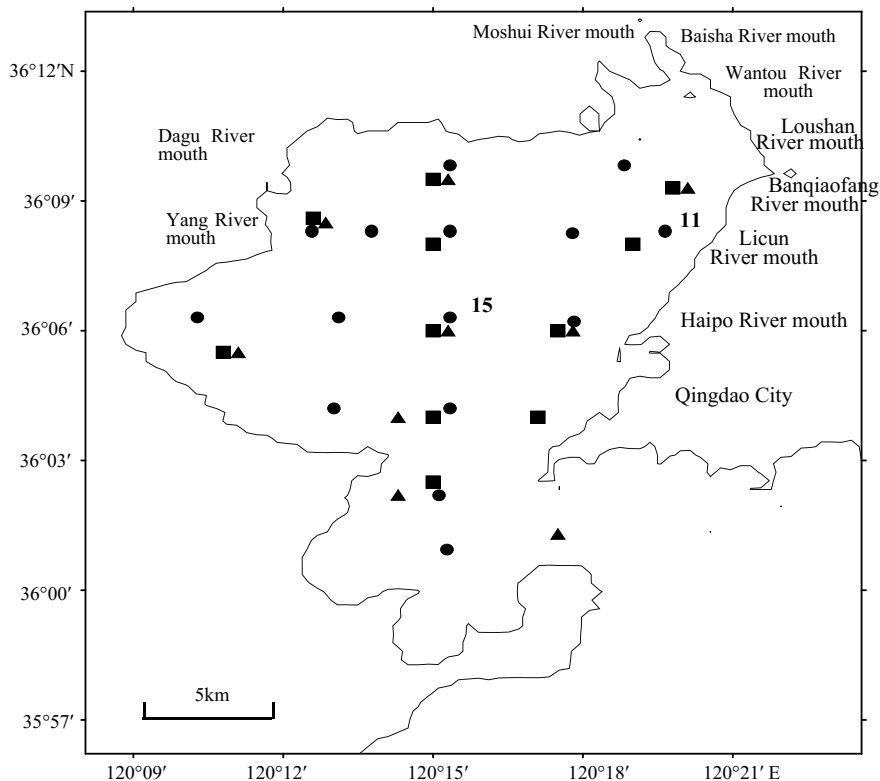 Moshui River mouth
Baisha River mouth
36°12′N
Wantou River
mouth
Loushan
River mouth
Dagu River
mouth
Banqiaofang
River mouth
36°09′
Yang River
mouth
11
Licun
River mouth
15
36°06′
Haipo River mouth
Qingdao City
36°03′
36°00′
5km
35°57′
120°09′
120°12′
120°15′
120°18′
120°21′ E